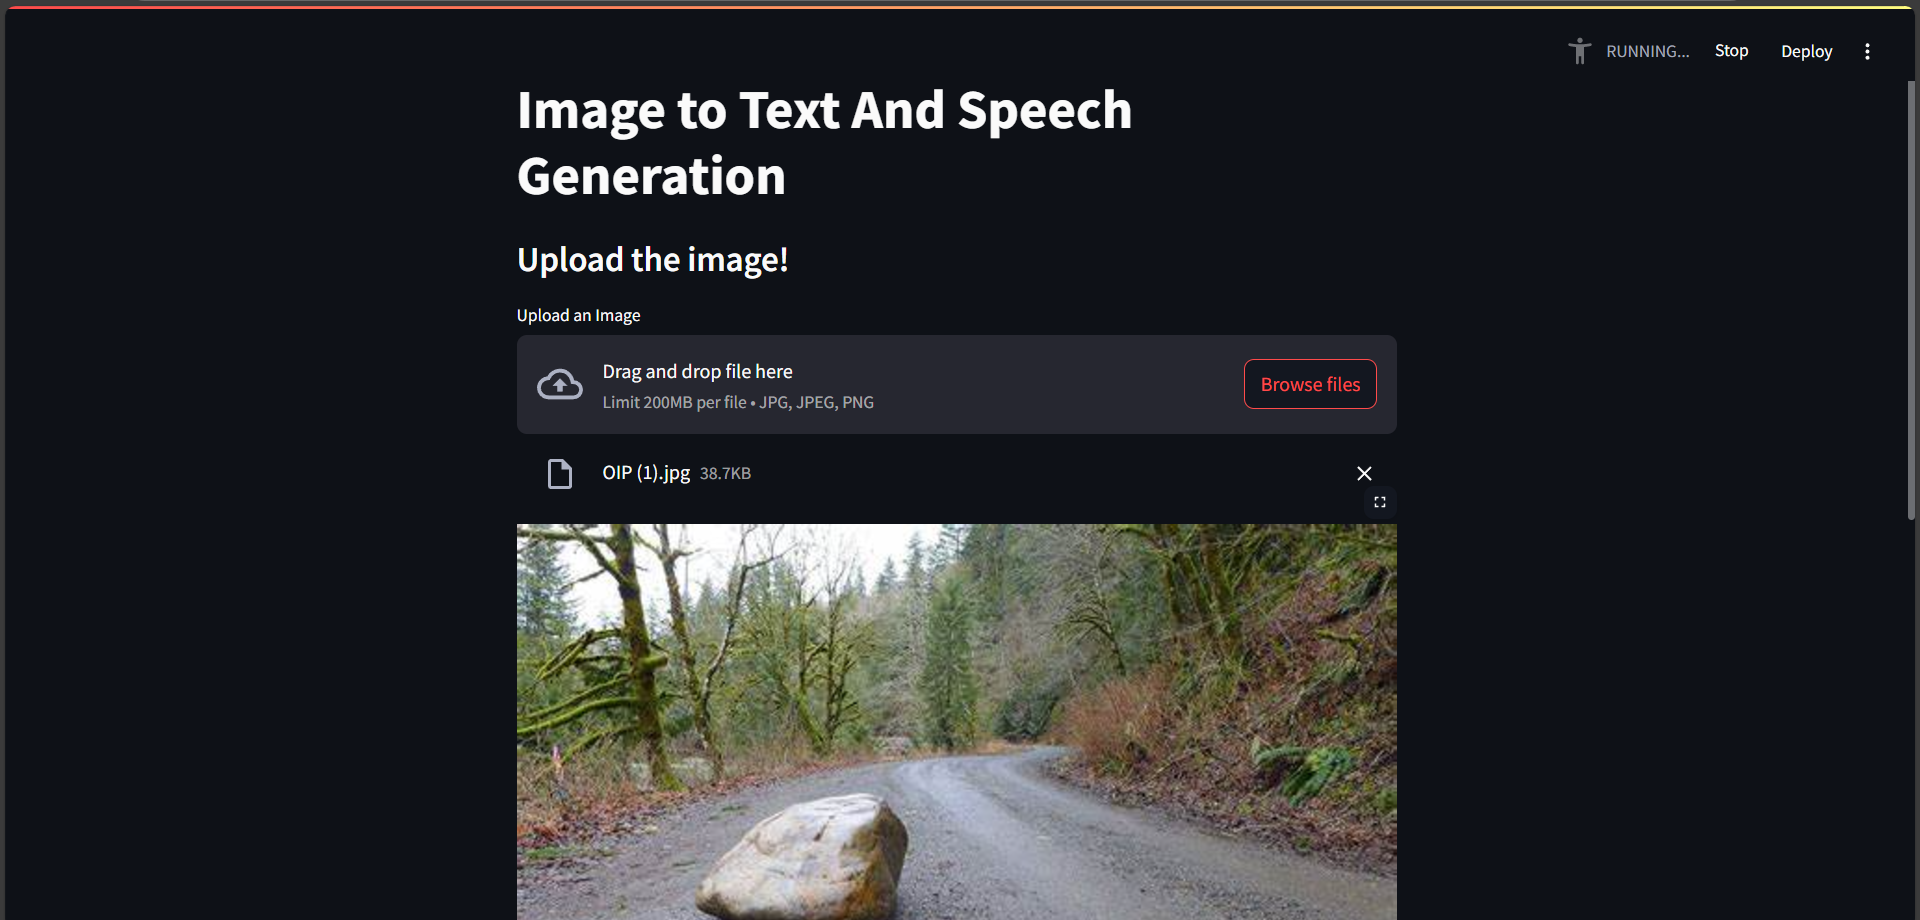 RUNNING...
Stop
Deploy
Image to Text And Speech
Generation
Upload the image!
Upload an Image
Drag and drop file here
Limit 200MB per file • JPG, JPEG, PNG
Browse files
OIP (1).jpg 38.7KB